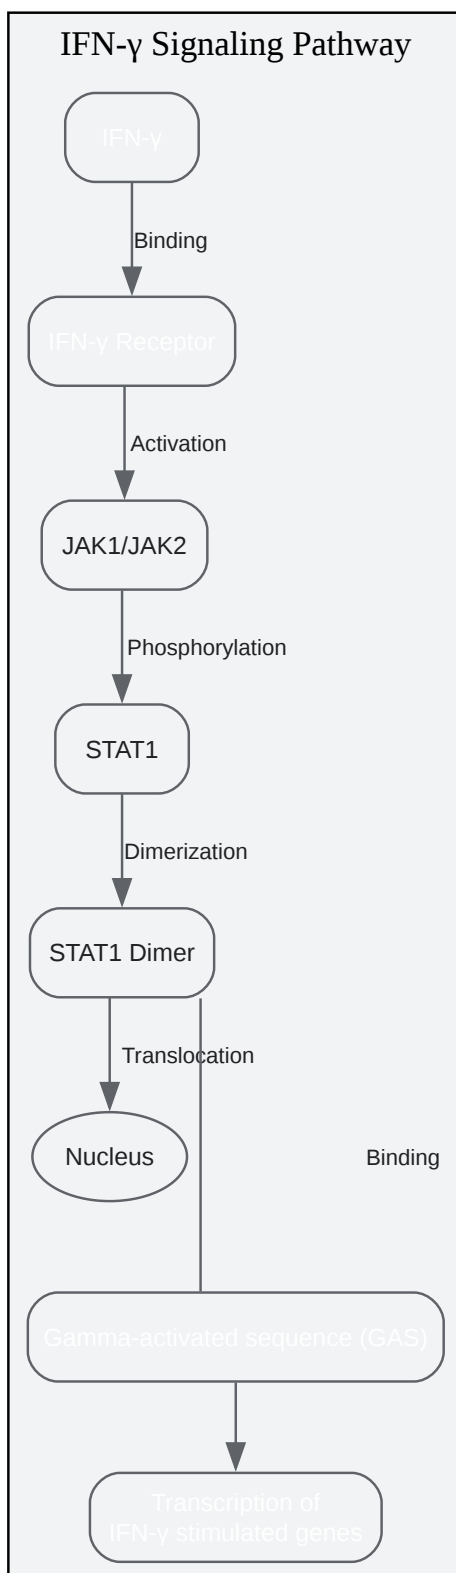 IFN-γ Signaling Pathway
IFN-γ
Binding
IFN-γ Receptor
Activation
JAK1/JAK2
Phosphorylation
STAT1
Dimerization
STAT1 Dimer
Translocation
Nucleus
Binding
Gamma-activated sequence (GAS)
Transcription of
IFN-γ stimulated genes